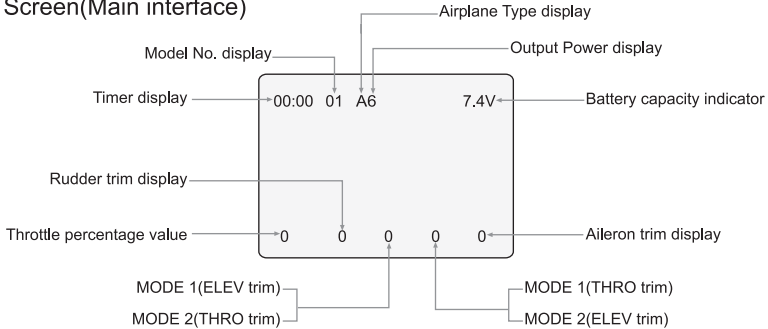 Screen(Main interface)
Airplane Type display
Model No. display
Output Power display
Timer display
00:00 01 A6 7.4V
Battery capacity indicator
Rudder trim display
Throttle percentage value
0 0 0 0 0
Aileron trim display
MODE 1(ELEV trim)
MODE 2(THRO trim)
MODE 1(THRO trim)
MODE 2(ELEV trim)